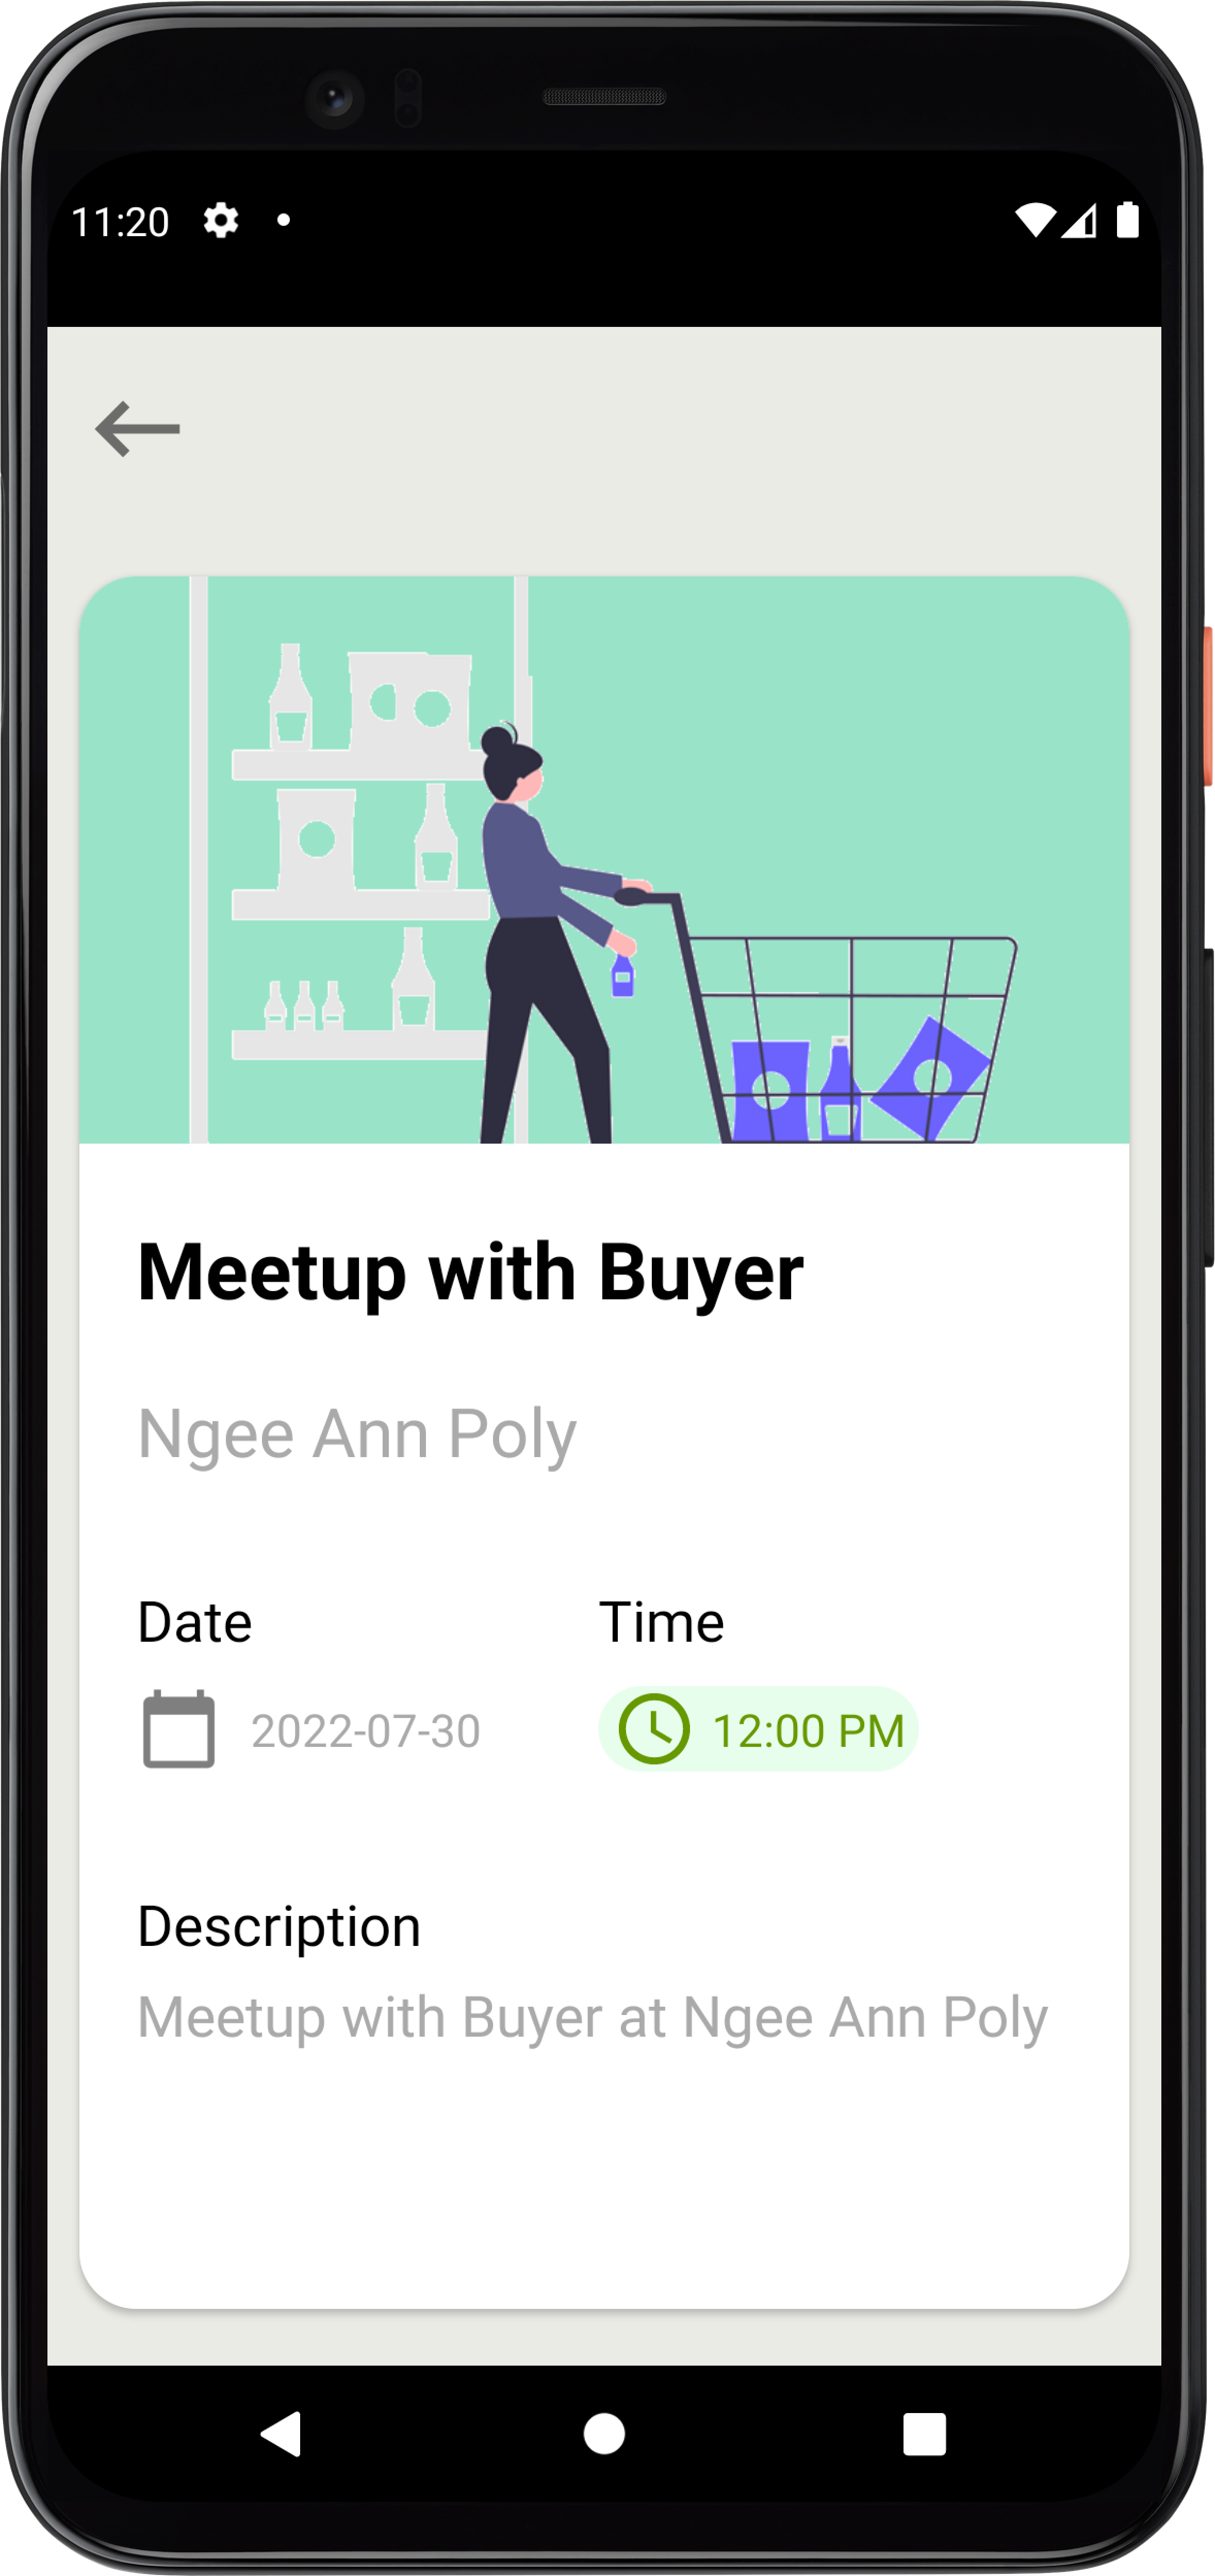 11:20
Meetup with Buyer
Ngee Ann Poly
Date
Time
2022-07-30
12:00 PM
Description
Meetup with Buyer at Ngee Ann Poly